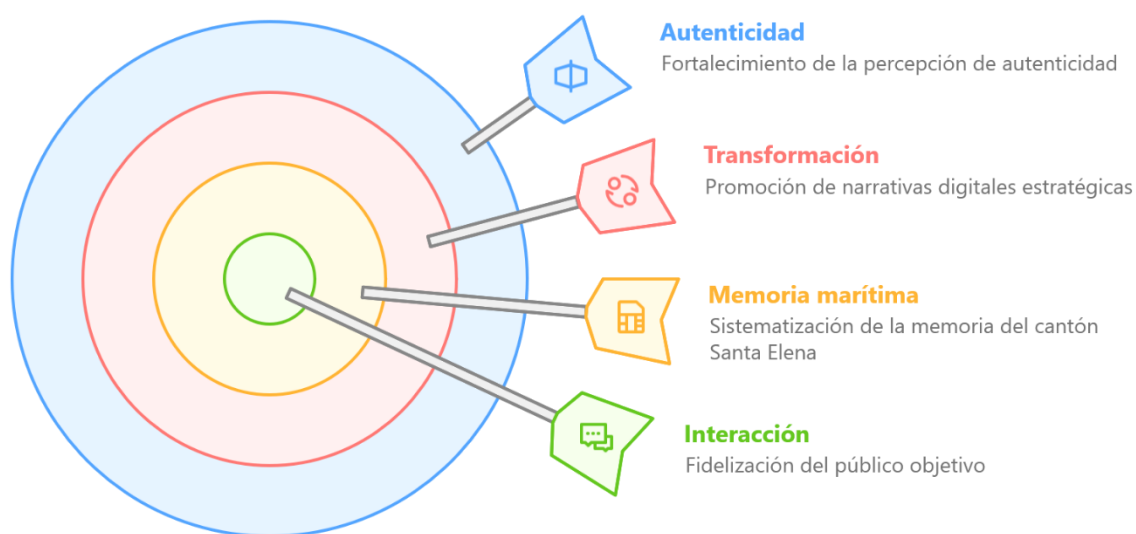 Autenticidad
Fortalecimiento de la percepción de autenticidad
Transformación
Promoción de narrativas digitales estratégicas
Memoria marítima
Sistematización de la memoria del cantón
Santa Elena
Interacción
Fidelización del público objetivo